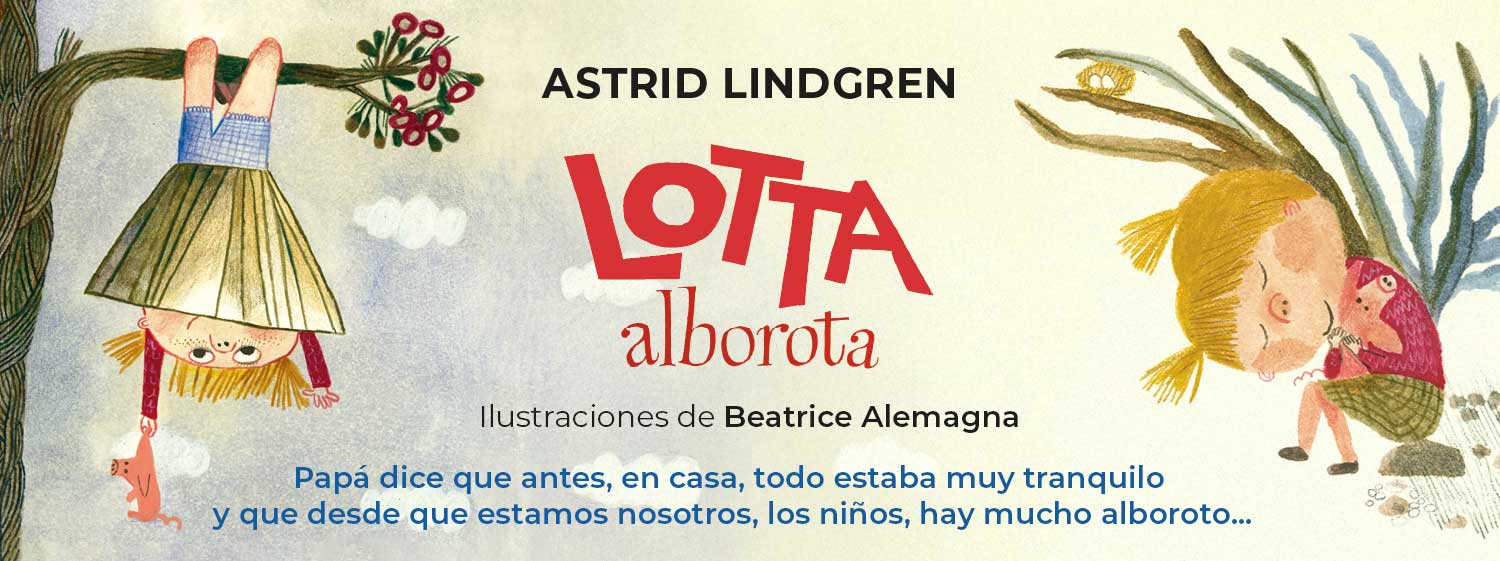 ASTRID LINDGREN
LOTTA
alborota
Ilustraciones de Beatrice Alemagna
Papá dice que antes, en casa, todo estaba muy tranquilo
y que desde que estamos nosotros, los niños, hay mucho alboroto...